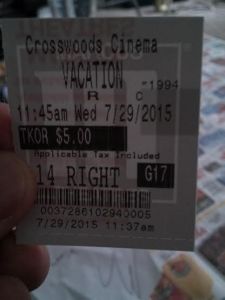 Crosswoods Cinema
VACATION
R C -1994
11:45am Wed 7/29/2015
TKOR $5.00
Applicable Tax Included
14 RIGHT G17
0037286102940005
7/29/2015 11:37am